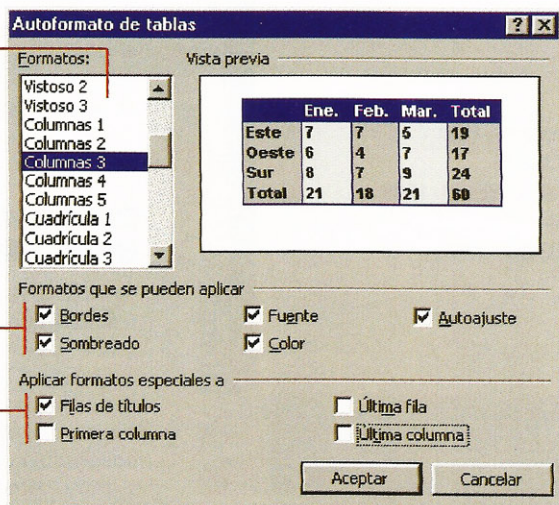 Autoformato de tablas
Formatos:
Vistoso 2
Vistoso 3
Columnas 1
Columnas 2
Columnas 3
Columnas 4
Columnas 5
Cuadrícula 1
Cuadrícula 2
Cuadrícula 3
Vista previa
Ene. Feb. Mar. Total
Este 7 7 5 19
Oeste 6 4 7 17
Sur 8 7 9 24
Total 21 18 21 60
Formatos que se pueden aplicar
Bordes Fuente Autoajuste
Sombreado Color
Aplicar formatos especiales a
Filas de títulos Última fila
Primera columna Última columna
Aceptar Cancelar